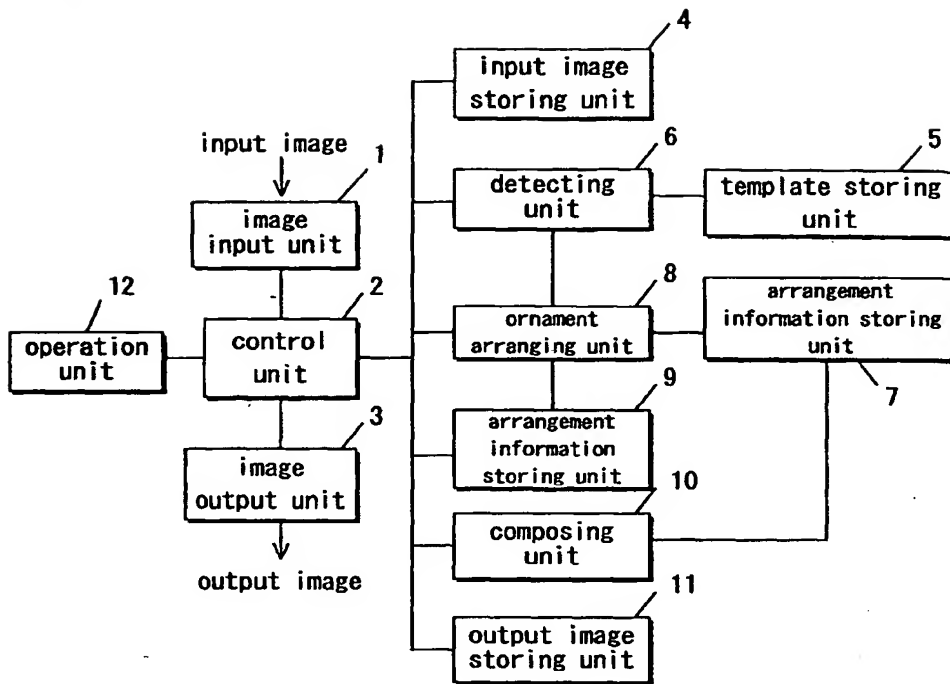 4
input image
storing unit
input image
1
image
input unit
6
detecting
unit
5
template storing
unit
12
operation
unit
2
control
unit
8
ornament
arranging unit
arrangement
information storing
unit
7
3
image
output unit
output image
9
arrangement
information
storing unit
10
composing
unit
11
output image
storing unit